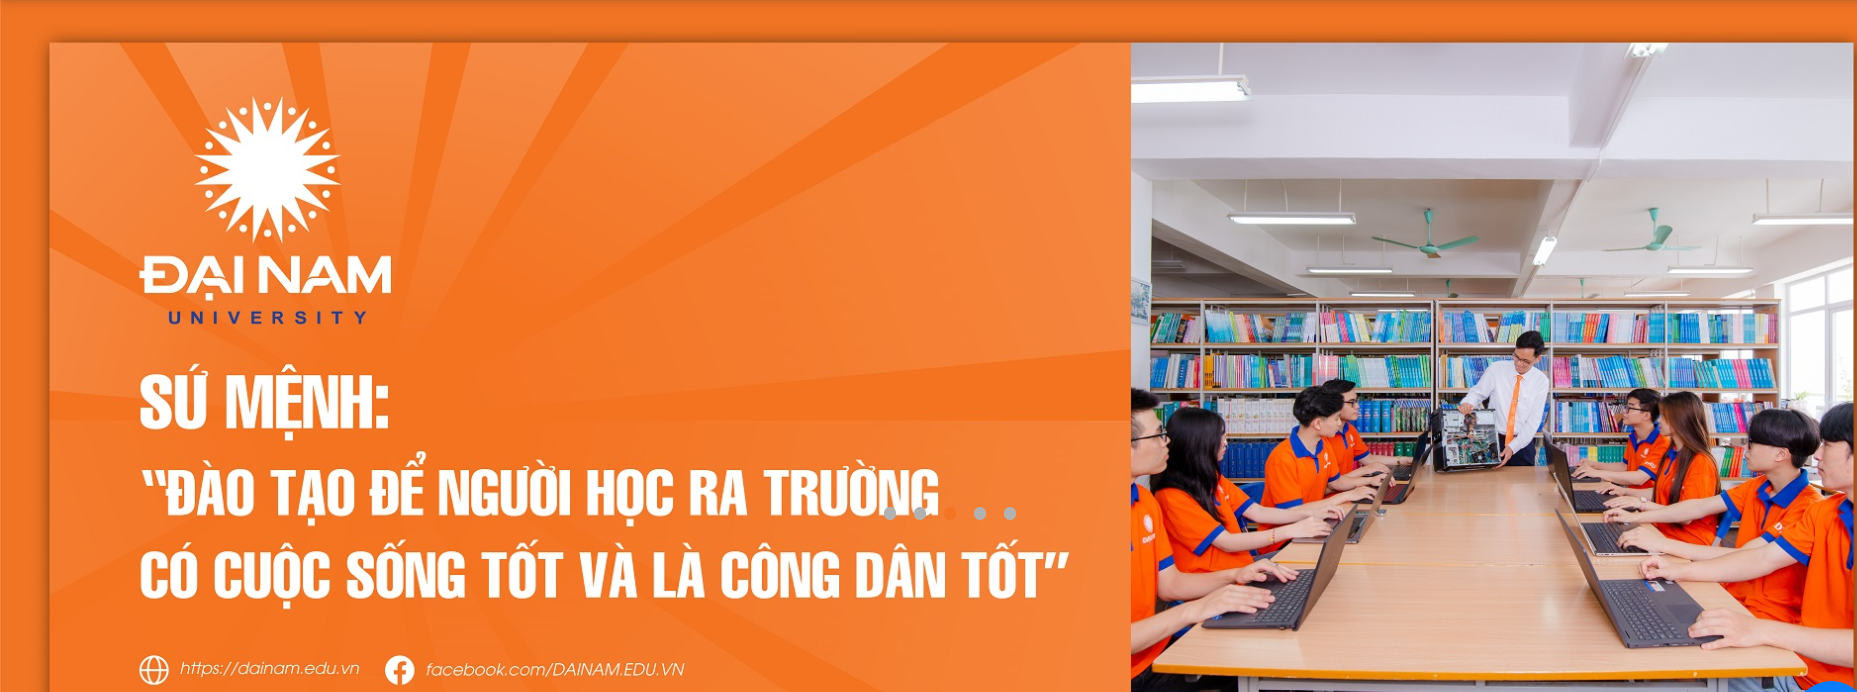 ĐẠI NAM
UNIVERSITY
SỨ MỆNH:
“ĐÀO TẠO ĐỂ NGƯỜI HỌC RA TRƯỜNG
CÓ CUỘC SỐNG TỐT VÀ LÀ CÔNG DÂN TỐT”
https://dainam.edu.vn facebook.com/DAINAM.EDU.VN